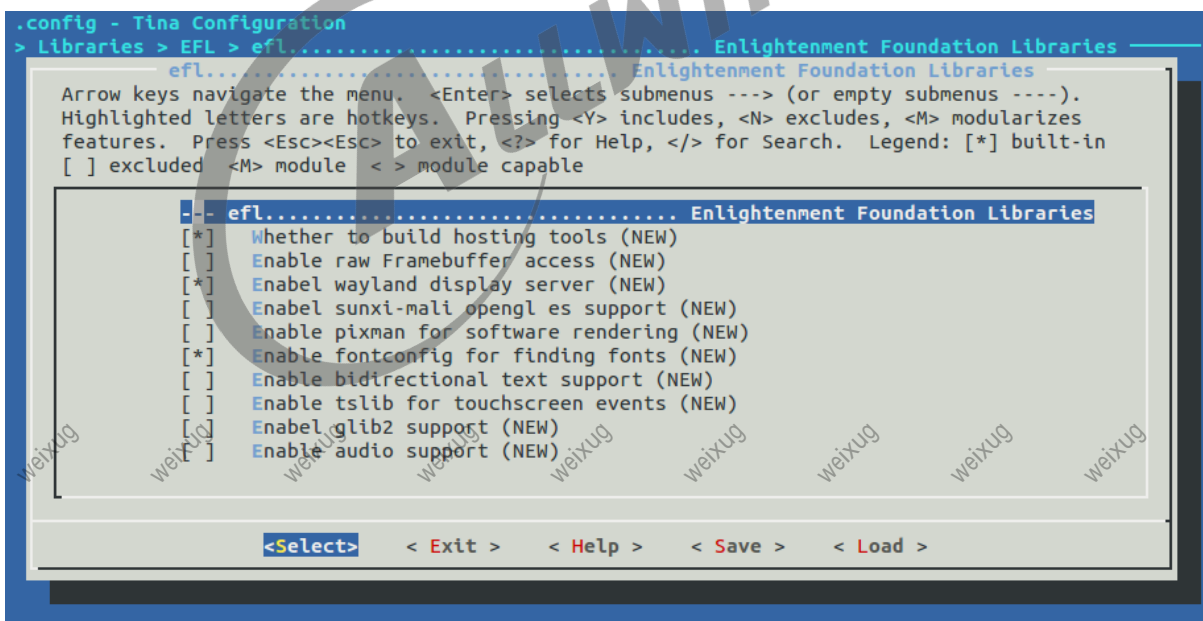 .config - Tina Configuration
> Libraries > EFL > efl................................... Enlightenment Foundation Libraries
efl................................... Enlightenment Foundation Libraries
Arrow keys navigate the menu.  <Enter> selects submenus ---> (or empty submenus ----).
Highlighted letters are hotkeys.  Pressing <Y> includes, <N> excludes, <M> modularizes
features.  Press <Esc><Esc> to exit, <?> for Help, </> for Search.  Legend: [*] built-in
[ ] excluded  <M> module  < > module capable
--- efl................................... Enlightenment Foundation Libraries
[*]   Whether to build hosting tools (NEW)
[ ]   Enable raw Framebuffer access (NEW)
[*]   Enabel wayland display server (NEW)
[ ]   Enabel sunxi-mali opengl es support (NEW)
[ ]   Enable pixman for software rendering (NEW)
[*]   Enable fontconfig for finding fonts (NEW)
[ ]   Enable bidirectional text support (NEW)
[ ]   Enable tslib for touchscreen events (NEW)
[ ]   Enabel glib2 support (NEW)
[ ]   Enable audio support (NEW)
weixug weixug weixug weixug weixug weixug weixug weixug weixug
<Select>    < Exit >    < Help >    < Save >    < Load >